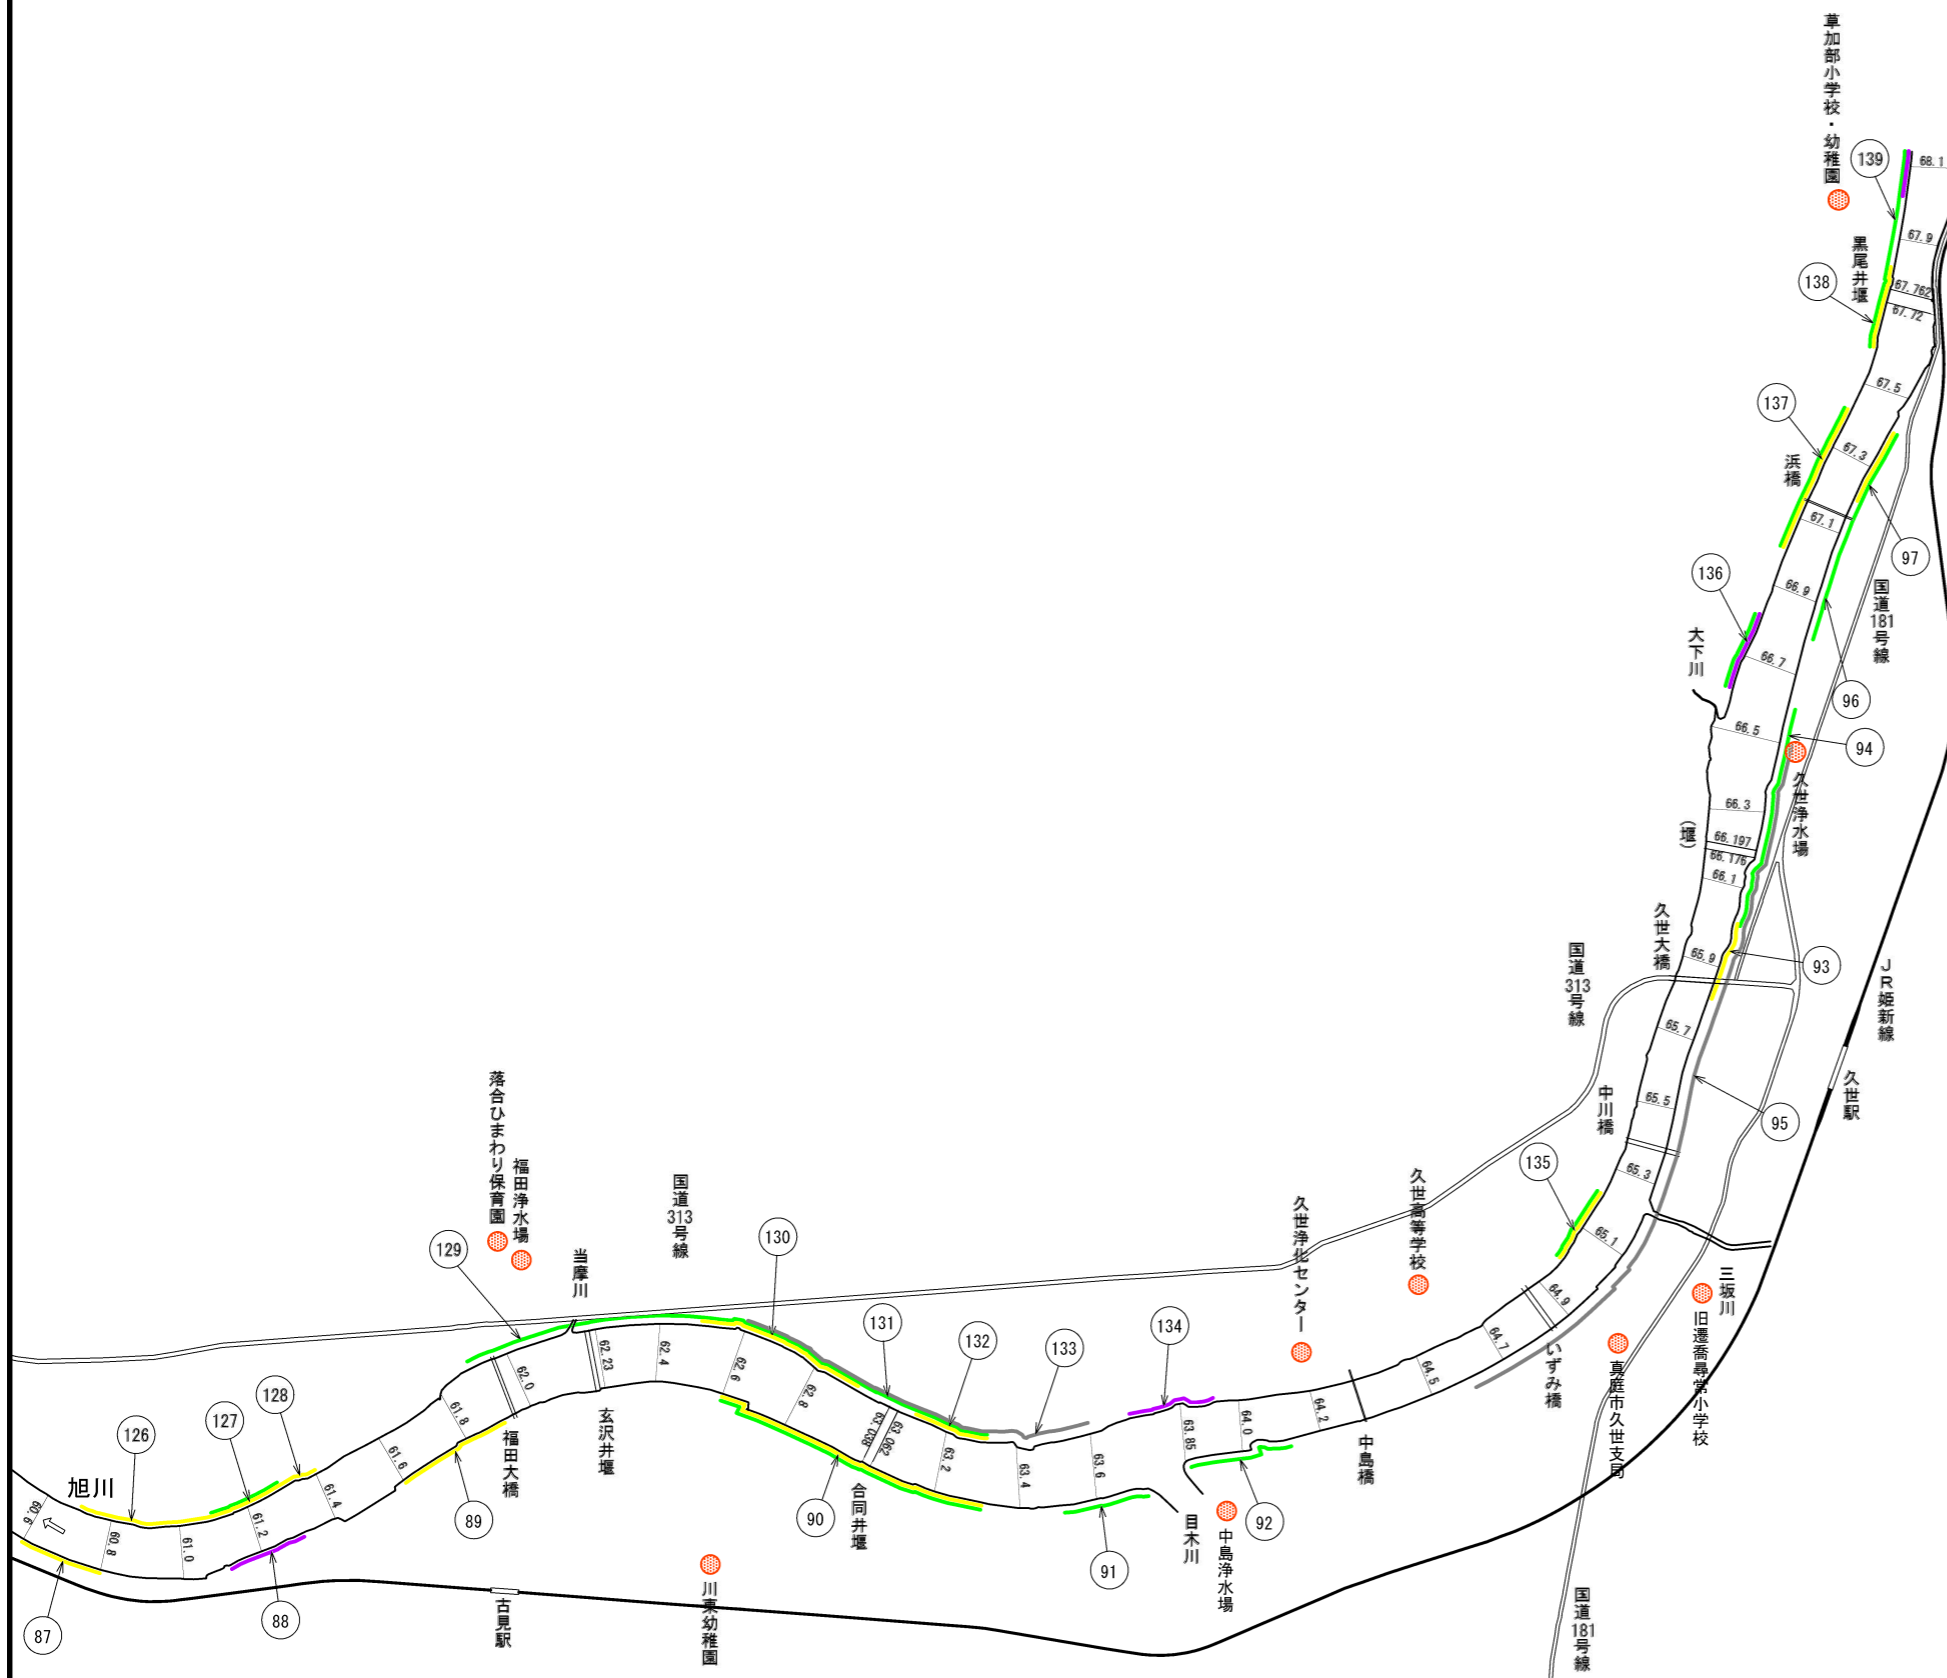 草加部小学校・幼稚園
139
68.1
67.9
黒尾井堰
138
67.762
67.72
67.5
137
67.3
浜橋
67.1
97
136
66.9
国道181号線
大下川
66.7
96
66.5
94
久世浄水場
66.3
(堰)
66.197
66.176
66.1
久世大橋
国道313号線
65.9
93
JR姫新線
65.7
久世駅
中川橋
65.5
95
135
65.3
65.1
落合ひまわり保育園
福田浄水場
国道313号線
久世高等学校
久世浄化センター
129
当摩川
130
三坂川
旧遷喬尋常小学校
真庭市久世支局
131
132
133
134
64.9
いずみ橋
64.7
64.5
64.2
64.0
63.85
63.6
63.4
63.2
63.062
63.038
62.8
62.6
62.4
62.23
62.0
61.8
61.6
61.4
61.2
61.0
60.8
60.6
128
127
126
旭川
福田大橋
玄沢井堰
89
90
合同井堰
中島橋
目木川
中島浄水場
92
91
88
87
古見駅
川東幼稚園
国道181号線